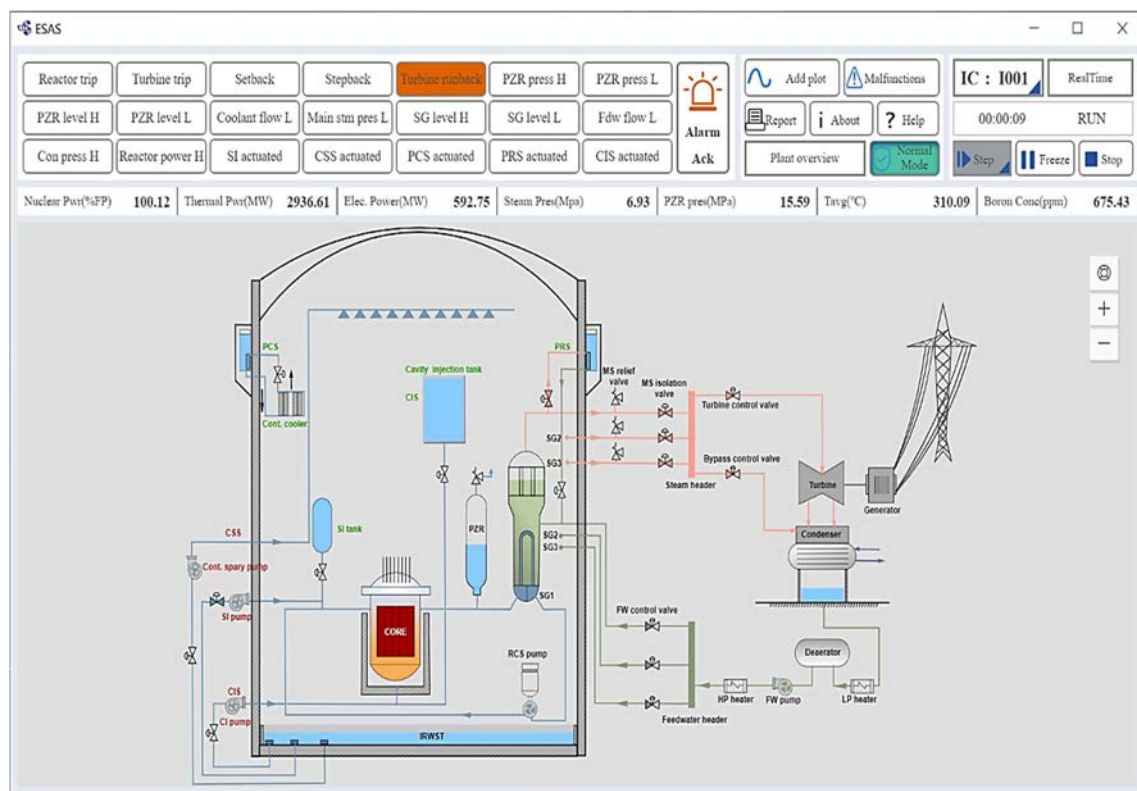 ESAS
Reactor trip Turbine trip Setback Stepback Turbine runback PZR press H PZR press L
PZR level H PZR level L Coolant flow L Main stm pres L SG level H SG level L Fdw flow L
Con press H Reactor power H SI actuated CSS actuated PCS actuated PRS actuated CIS actuated
Alarm
Ack
Add plot Malfunctions
Report i About ? Help
Plant overview Normal
Mode
IC : I001 RealTime
00:00:09 RUN
Step Freeze Stop
Nuclear Pwr(%FP) 100.12 Thermal Pwr(MW) 2936.61 Elec. Power(MW) 592.75 Steam Pres(Mpa) 6.93 PZR pres(MPa) 15.59 Tavg(℃) 310.09 Boron Conc(ppm) 675.43
PCS
Cont. cooler
Cavity injection tank
CIS
PRS
MS relief
valve
MS isolation
valve
Turbine control valve
SG2
SG3
Bypass control valve
Steam header
Turbine
Generator
Condenser
SI tank
PZR
CSS
Cont. spary pump
SG2
SG3
SG1
SI pump
CORE
FW control valve
RCS pump
Deaerator
CIS
CI pump
HP heater
FW pump
LP heater
Feedwater header
IRWST